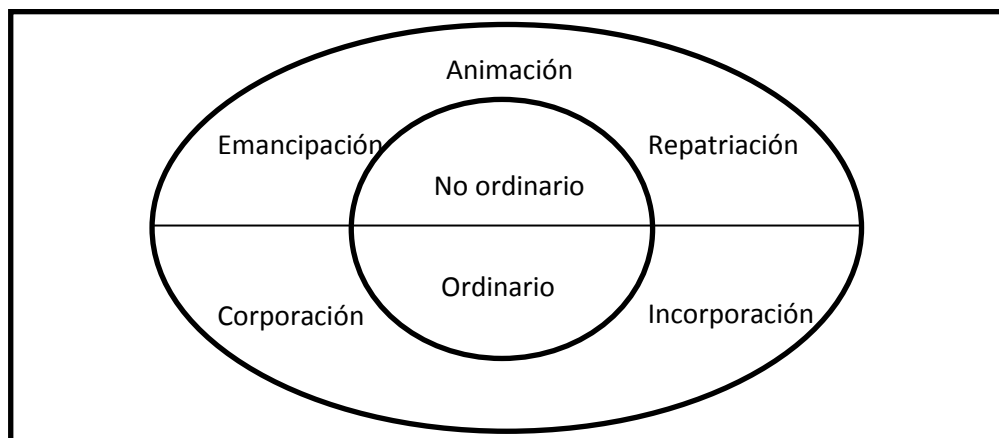 Animación
Emancipación
Repatriación
No ordinario
Ordinario
Corporación
Incorporación